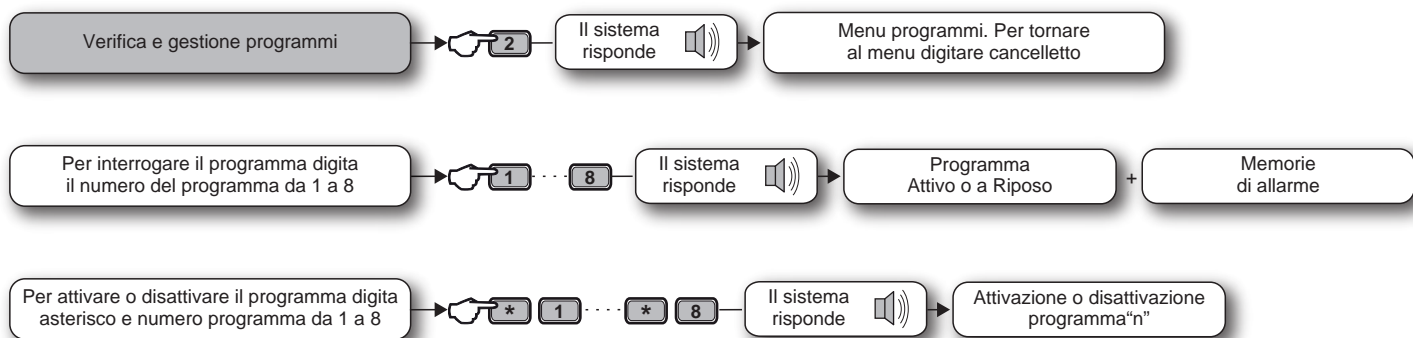 Verifica e gestione programmi
2
Il sistema
risponde
Menu programmi. Per tornare
al menu digitare cancelletto
Per interrogare il programma digita
il numero del programma da 1 a 8
1 · · · 8
Il sistema
risponde
Programma
Attivo o a Riposo
+
Memorie
di allarme
Per attivare o disattivare il programma digita
asterisco e numero programma da 1 a 8
* 1 · · · · * 8
Il sistema
risponde
Attivazione o disattivazione
programma“n”